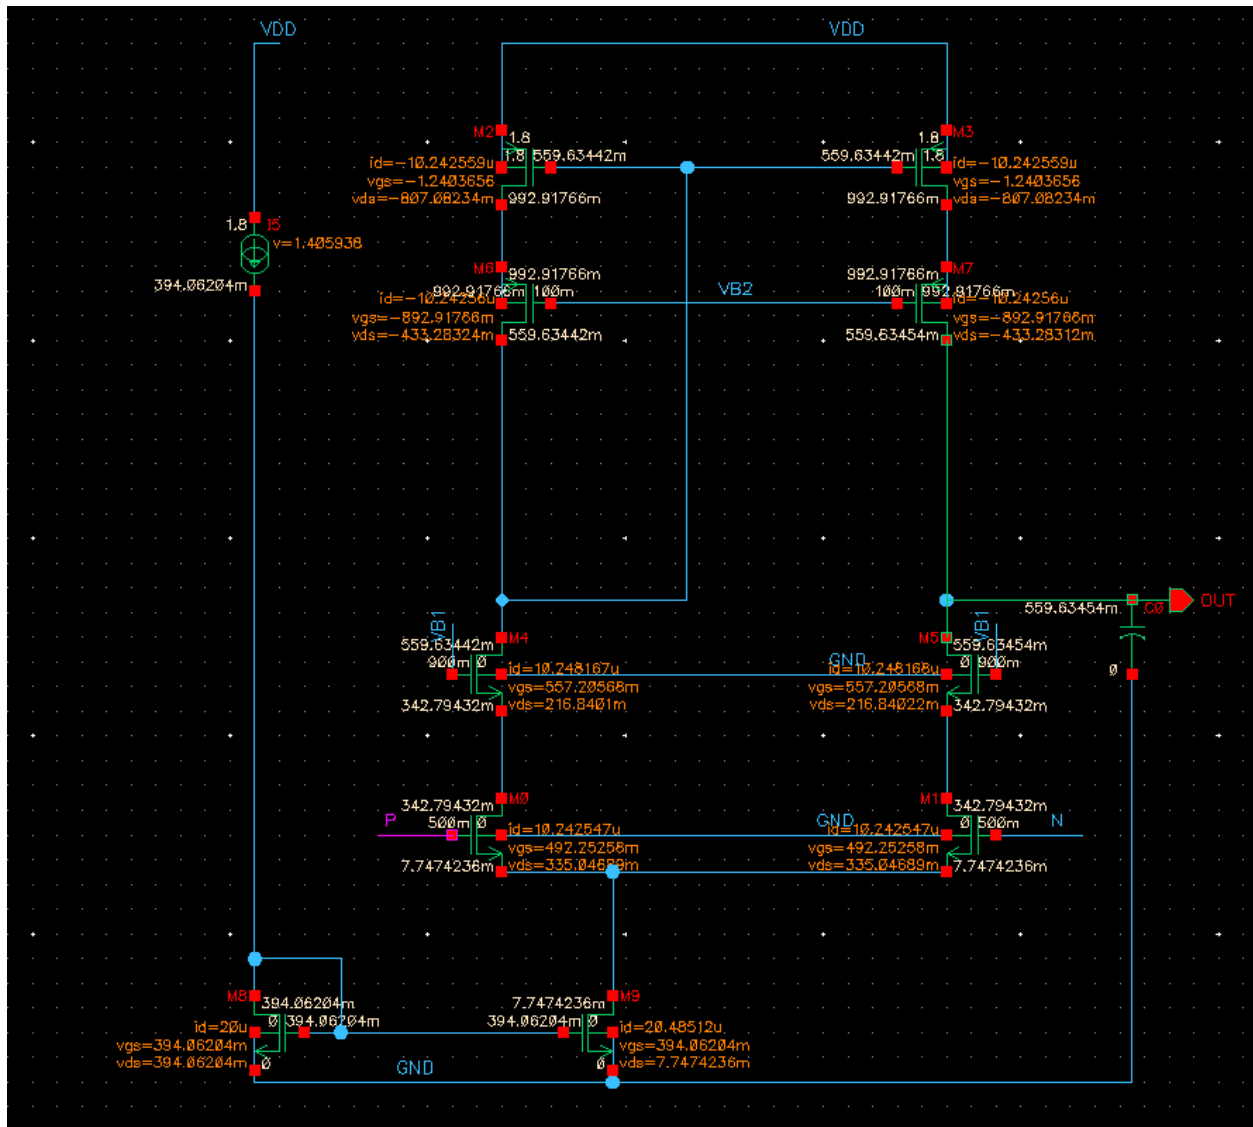 VDD
VDD
M2
1.8
1.8
559.63442m
id=-10.242559u
vgs=-1.2403656
vds=-807.08234m
992.91766m
M3
1.8
1.8
559.63442m
id=-10.242559u
vgs=-1.2403656
vds=-807.08234m
992.91766m
1.8
I5
v=1.405938
394.06204m
M6
992.91766m
992.91766m
100m
id=-10.24256u
vgs=-892.91766m
vds=-433.28324m
559.63442m
VB2
M7
992.91766m
100m
992.91766m
id=-10.24256u
vgs=-892.91766m
vds=-433.28312m
559.63454m
VB1
M4
559.63442m
900m
0
id=10.248167u
vgs=557.20568m
vds=216.8401m
342.79432m
GND
VB1
M5
559.63454m
0
900m
id=10.248168u
vgs=557.20568m
vds=216.84022m
342.79432m
559.63454m
C0
OUT
0
P
M0
342.79432m
500m
0
id=10.242547u
vgs=492.25258m
vds=335.04689m
7.7474236m
GND
N
M1
342.79432m
0
500m
id=10.242547u
vgs=492.25258m
vds=335.04689m
7.7474236m
M8
394.06204m
0
394.06204m
id=20u
vgs=394.06204m
vds=394.06204m
0
M9
7.7474236m
394.06204m
0
id=20.48512u
vgs=394.06204m
vds=7.7474236m
0
GND